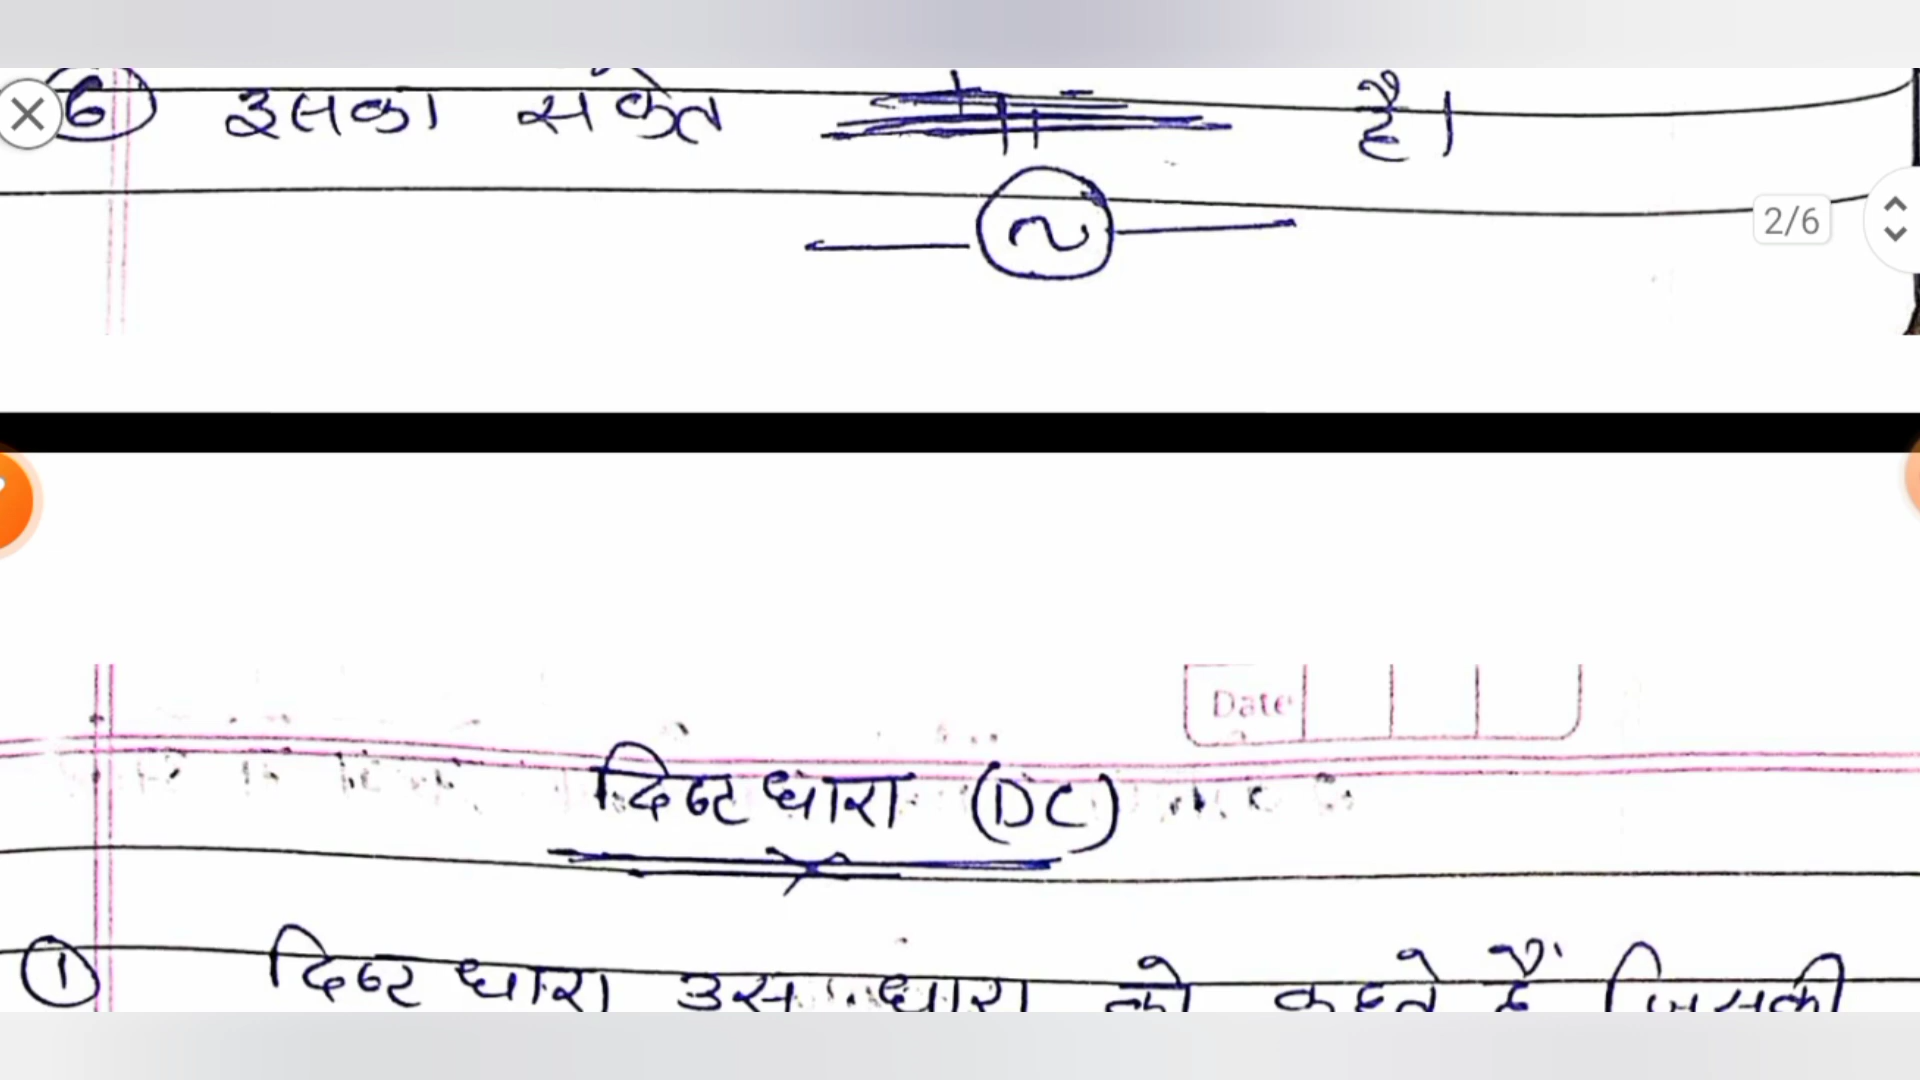 6 इसका संकेत है।
2/6
Date
दिष्ट धारा (DC)
1 दिष्ट धारा उस धारा को कहते हैं जिसकी